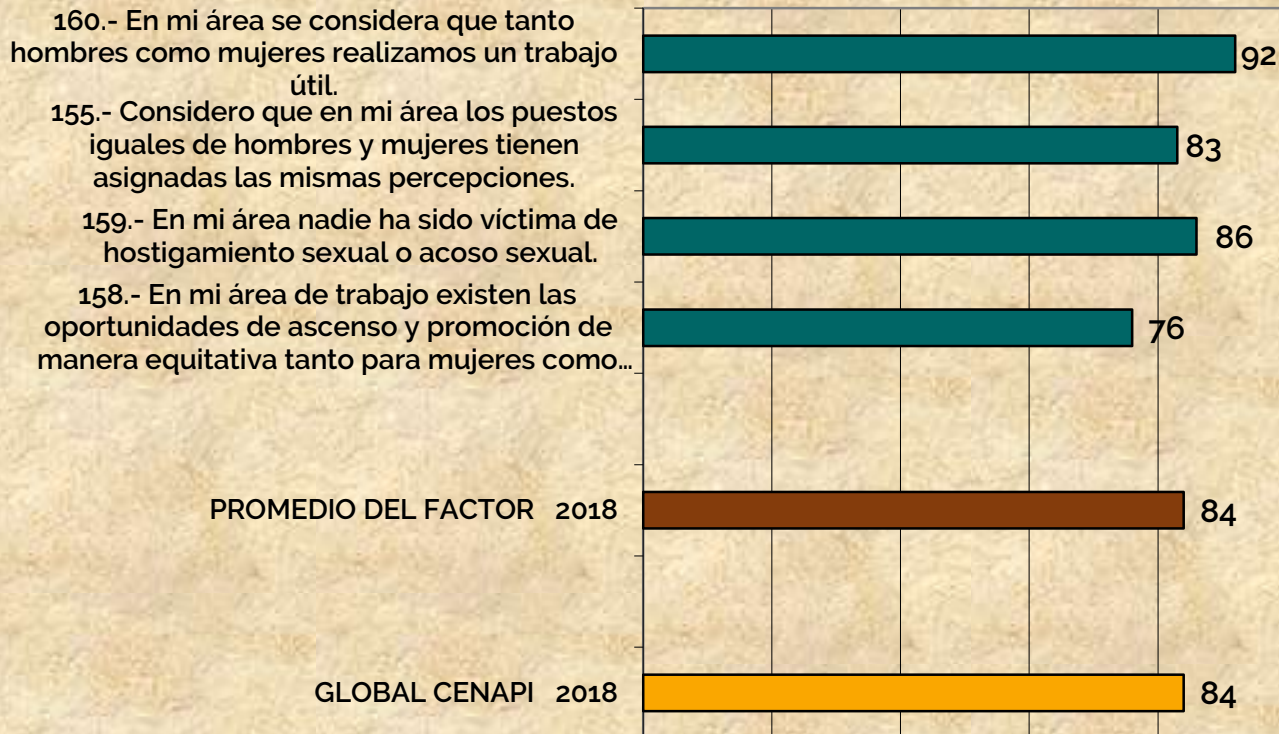 160.- En mi área se considera que tanto
hombres como mujeres realizamos un trabajo
útil.
92
155.- Considero que en mi área los puestos
iguales de hombres y mujeres tienen
asignadas las mismas percepciones.
83
159.- En mi área nadie ha sido víctima de
hostigamiento sexual o acoso sexual.
86
158.- En mi área de trabajo existen las
oportunidades de ascenso y promoción de
manera equitativa tanto para mujeres como…
76
PROMEDIO DEL FACTOR 2018
84
GLOBAL CENAPI 2018
84